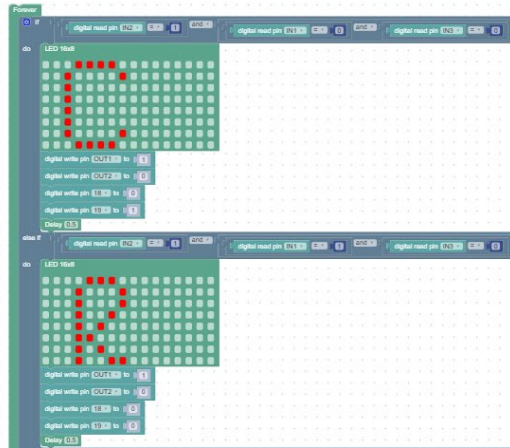 Forever
if digital read pin IN2 = 1 and digital read pin IN1 = 0 and digital read pin IN3 = 0
do LED 16x8
digital write pin OUT1 to 1
digital write pin OUT2 to 0
digital write pin 18 to 0
digital write pin 19 to 1
Delay 0.5
else if digital read pin IN2 = 1 and digital read pin IN1 = 1 and digital read pin IN3 = 0
do LED 16x8
digital write pin OUT1 to 1
digital write pin OUT2 to 0
digital write pin 18 to 0
digital write pin 19 to 0
Delay 0.5